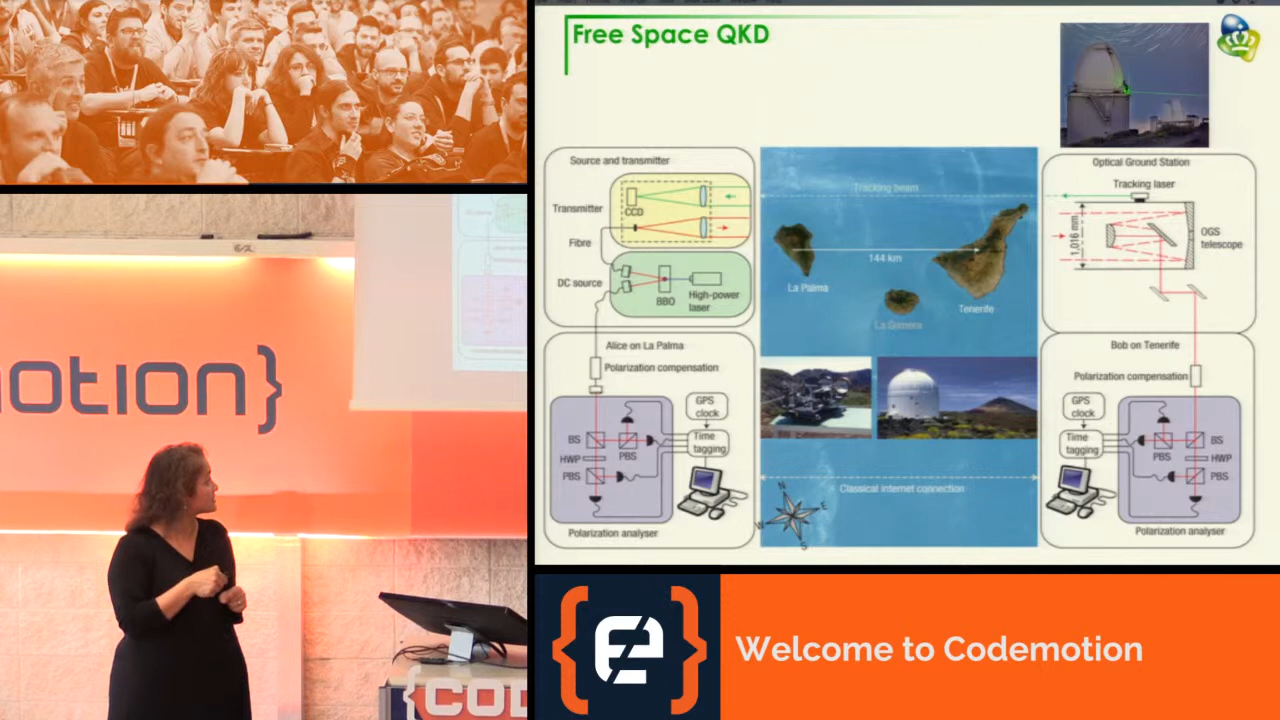 Free Space QKD
Source and transmitter
Transmitter
CCD
Fibre
DC source
BBO
High-power
laser
Alice on La Palma
Polarization compensation
GPS
clock
BS
PBS
HWP
PBS
Time
tagging
Polarization analyser
Tracking beam
144 km
La Palma
La Gomera
Tenerife
Classical internet connection
N
E
W
S
Optical Ground Station
Tracking laser
1,016 mm
OGS
telescope
Bob on Tenerife
Polarization compensation
GPS
clock
Time
tagging
BS
PBS
HWP
PBS
Polarization analyser
otion}
{COD
Welcome to Codemotion